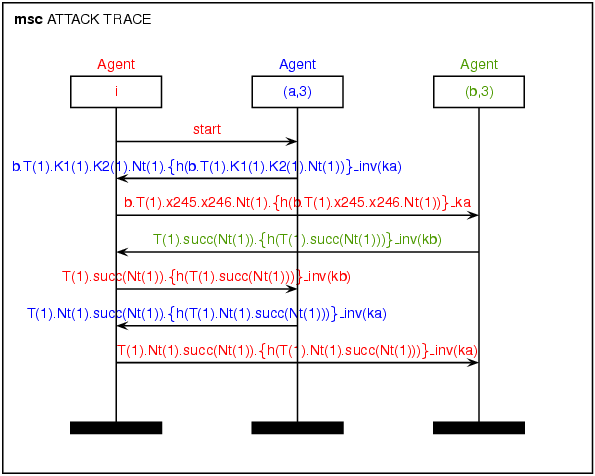 msc ATTACK TRACE
Agent Agent Agent
i (a,3) (b,3)
start
b.T(1).K1(1).K2(1).Nt(1).{h(b.T(1).K1(1).K2(1).Nt(1))}_inv(ka)
b.T(1).x245.x246.Nt(1).{h(b.T(1).x245.x246.Nt(1))}_ka
T(1).succ(Nt(1)).{h(T(1).succ(Nt(1)))}_inv(kb)
T(1).succ(Nt(1)).{h(T(1).succ(Nt(1)))}_inv(kb)
T(1).Nt(1).succ(Nt(1)).{h(T(1).Nt(1).succ(Nt(1)))}_inv(ka)
T(1).Nt(1).succ(Nt(1)).{h(T(1).Nt(1).succ(Nt(1)))}_inv(ka)